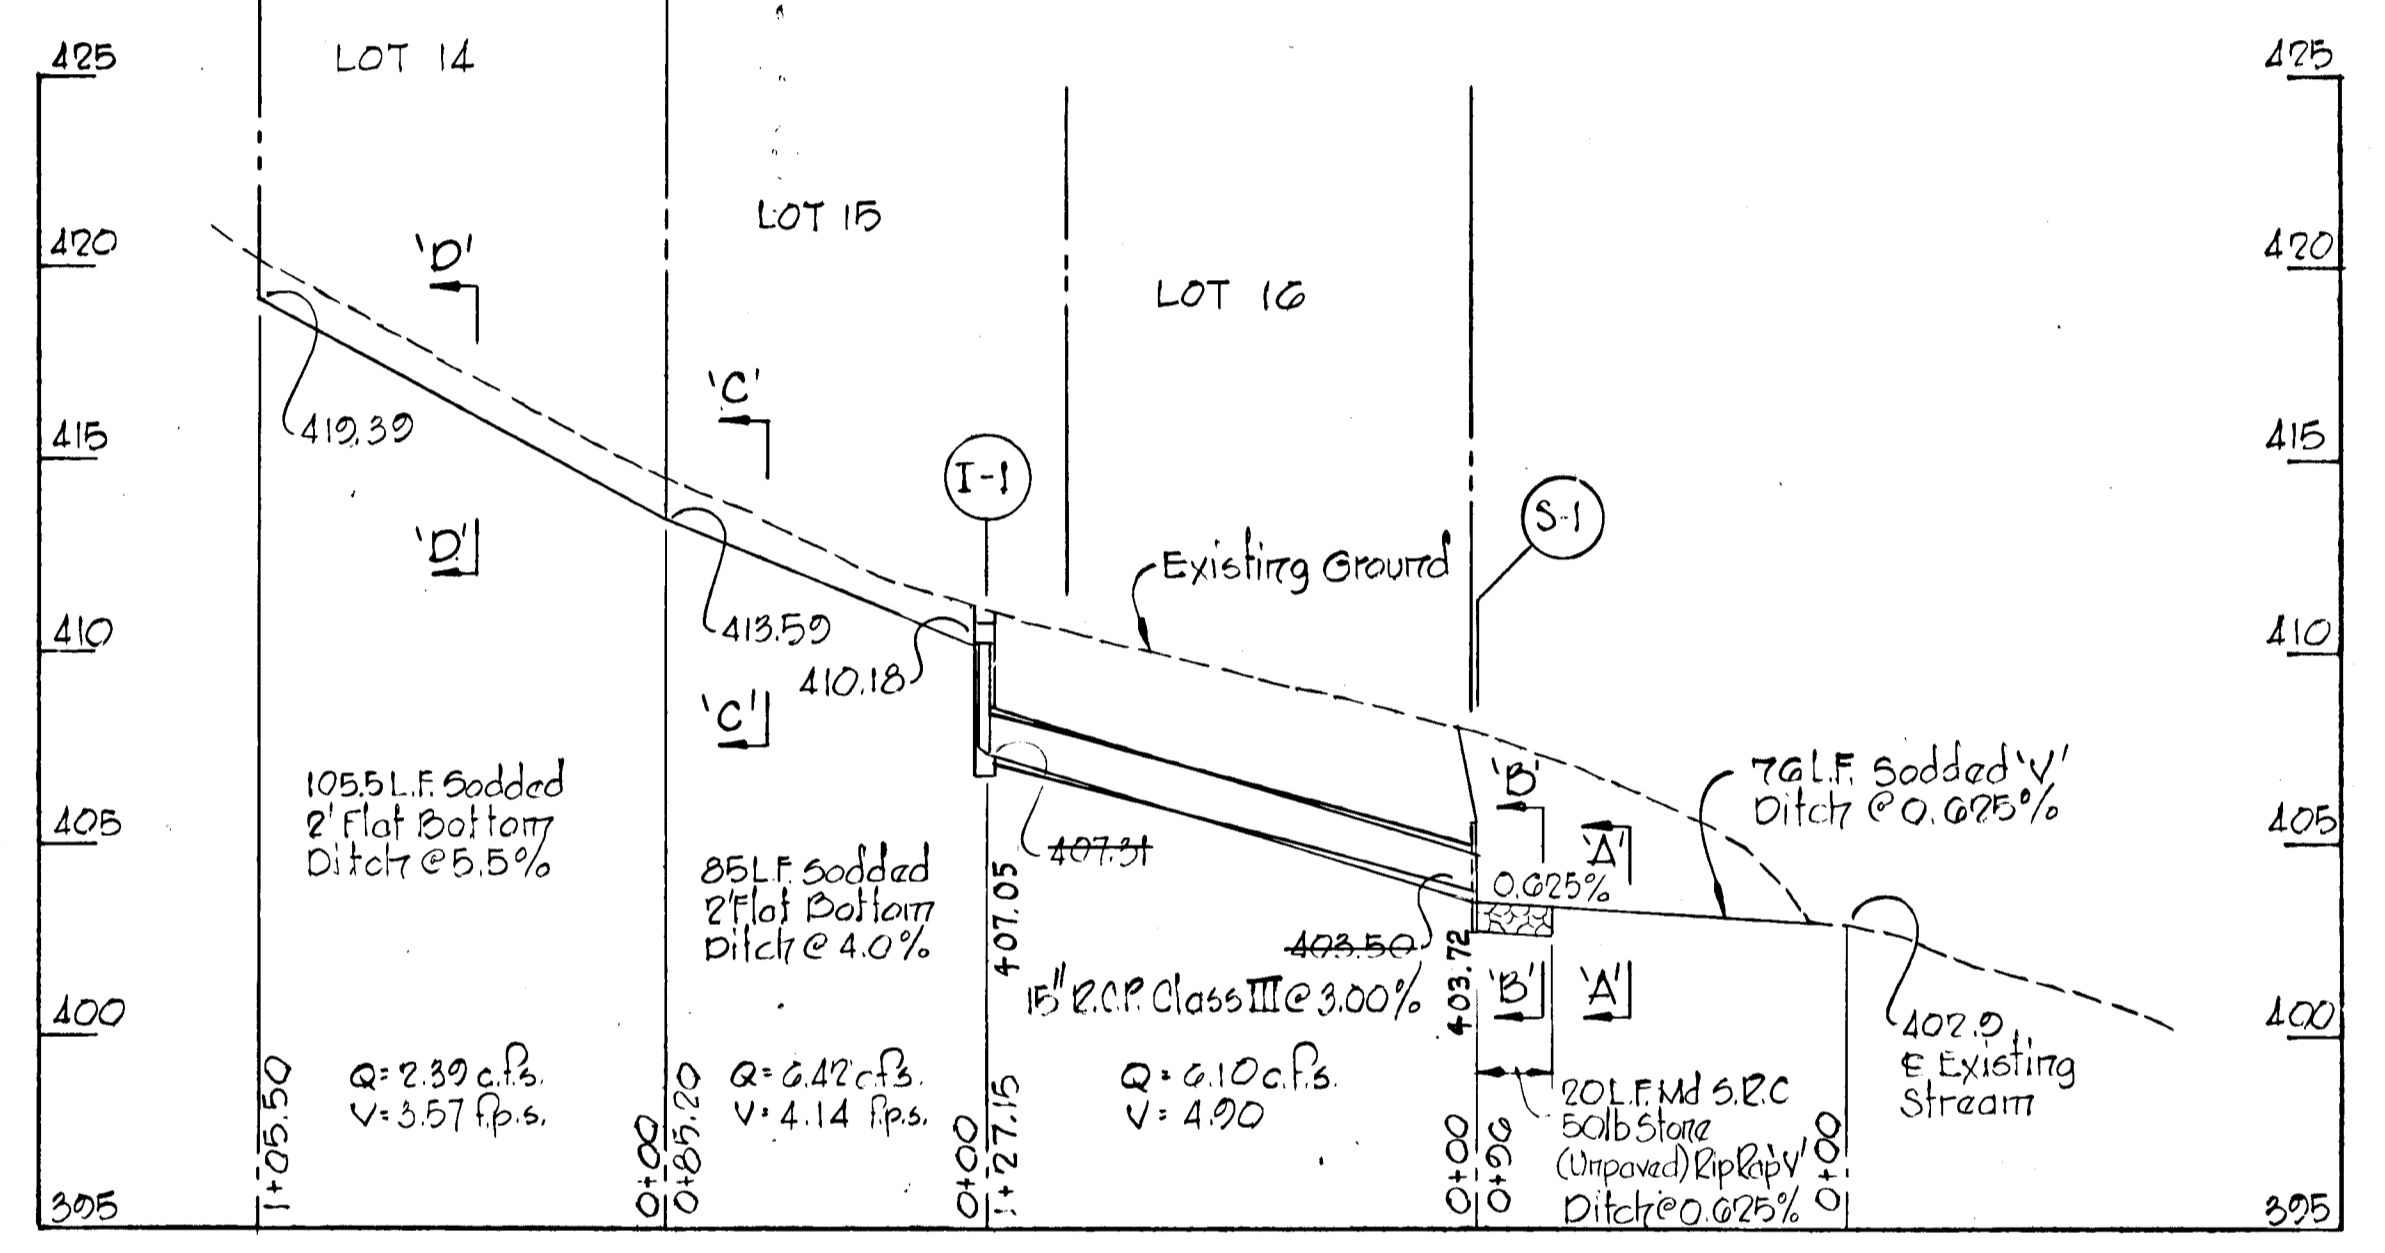 425
LOT 14
425
LOT 15
420
'D'
420
LOT 16
'C'
419.39
415
415
I-1
S-1
'D'
Existing Ground
413.59
410
410
410.18
'C'
'B'
76 L.F. Sodded 'V'
Ditch @ 0.625%
105.5 L.F. Sodded
2' Flat Bottom
Ditch @ 5.5%
405
405
407.31
'A'
0.625%
85 L.F. Sodded
2' Flat Bottom
Ditch @ 4.0%
407.05
403.50
403.72
15" R.C.P. Class III @ 3.00%
'B'
'A'
400
400
402.9
℄ Existing
Stream
Q= 2.39 c.f.s.
V= 3.57 f.p.s.
Q= 6.42 c.f.s.
V= 4.14 f.p.s.
Q= 6.10 c.f.s.
V= 4.90
20 L.F. Md S.R.C
50lb Stone
(Unpaved) Rip Rap 'V'
Ditch @ 0.625%
1+05.50
0+00
0+85.20
0+00
1+27.15
0+00
0+96
0+00
395
395